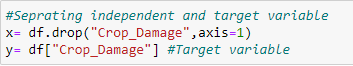 #Seprating independent and target variable
x= df.drop("Crop_Damage",axis=1)
y= df["Crop_Damage"] #Target variable